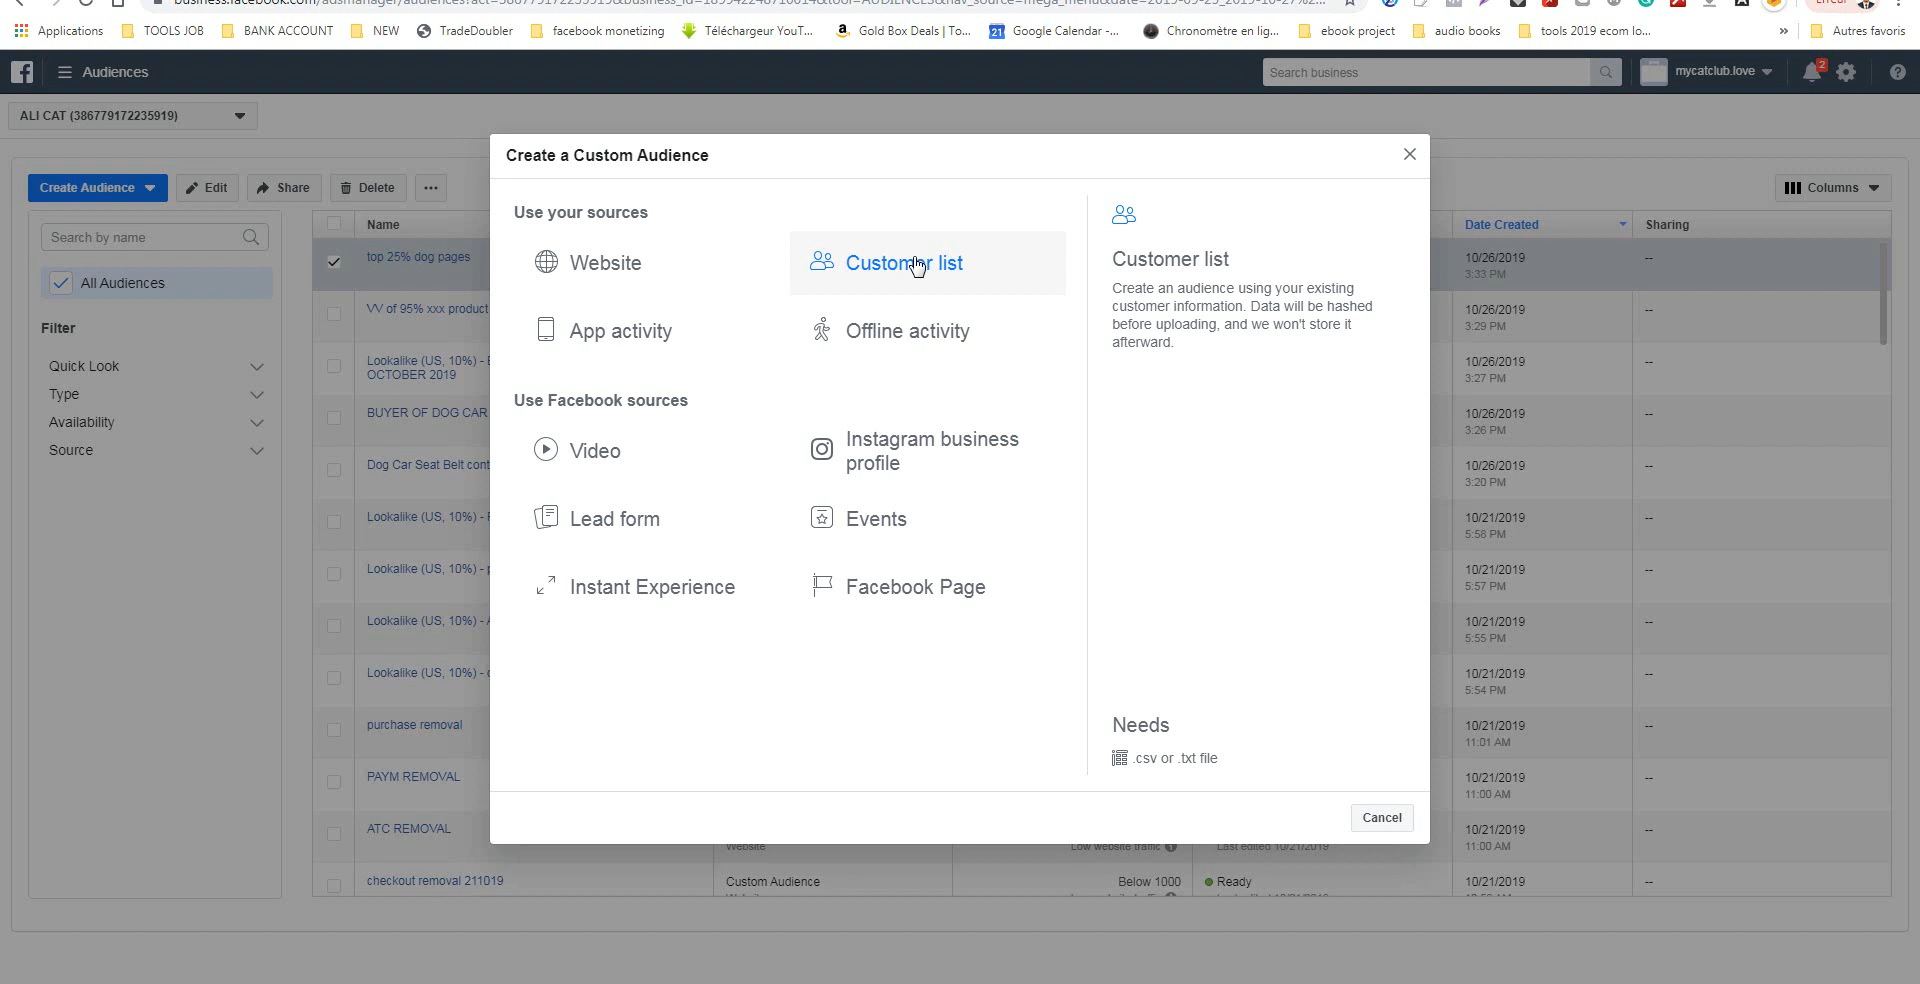 Applications
TOOLS JOB
BANK ACCOUNT
NEW
TradeDoubler
facebook monetizing
Téléchargeur YouT...
Gold Box Deals | To...
Google Calendar -...
Chronomètre en lig...
ebook project
audio books
tools 2019 ecom lo...
»
Autres favoris
Audiences
Search business
mycatclub.love
2
ALI CAT (386779172235919)
Create a Custom Audience
Create Audience
Edit
Share
Delete
Columns
Use your sources
Website
Customer list
App activity
Offline activity
Use Facebook sources
Video
Instagram business
profile
Lead form
Events
Instant Experience
Facebook Page
Customer list
Create an audience using your existing
customer information. Data will be hashed
before uploading, and we won't store it
afterward.
Needs
.csv or .txt file
Cancel
Search by name
All Audiences
Filter
Quick Look
Type
Availability
Source
Name
Date Created
Sharing
top 25% dog pages
10/26/2019
3:33 PM
--
VV of 95% xxx product
10/26/2019
3:29 PM
--
Lookalike (US, 10%) -
OCTOBER 2019
10/26/2019
3:27 PM
--
BUYER OF DOG CAR
10/26/2019
3:26 PM
--
Dog Car Seat Belt cont
10/26/2019
3:20 PM
--
Lookalike (US, 10%) -
10/21/2019
5:58 PM
--
Lookalike (US, 10%) -
10/21/2019
5:57 PM
--
Lookalike (US, 10%) -
10/21/2019
5:55 PM
--
Lookalike (US, 10%) -
10/21/2019
5:54 PM
--
purchase removal
10/21/2019
11:01 AM
--
PAYM REMOVAL
10/21/2019
11:00 AM
--
ATC REMOVAL
Website
Low website traffic
Last edited 10/21/2019
10/21/2019
11:00 AM
--
checkout removal 211019
Custom Audience
Below 1000
Ready
10/21/2019
--